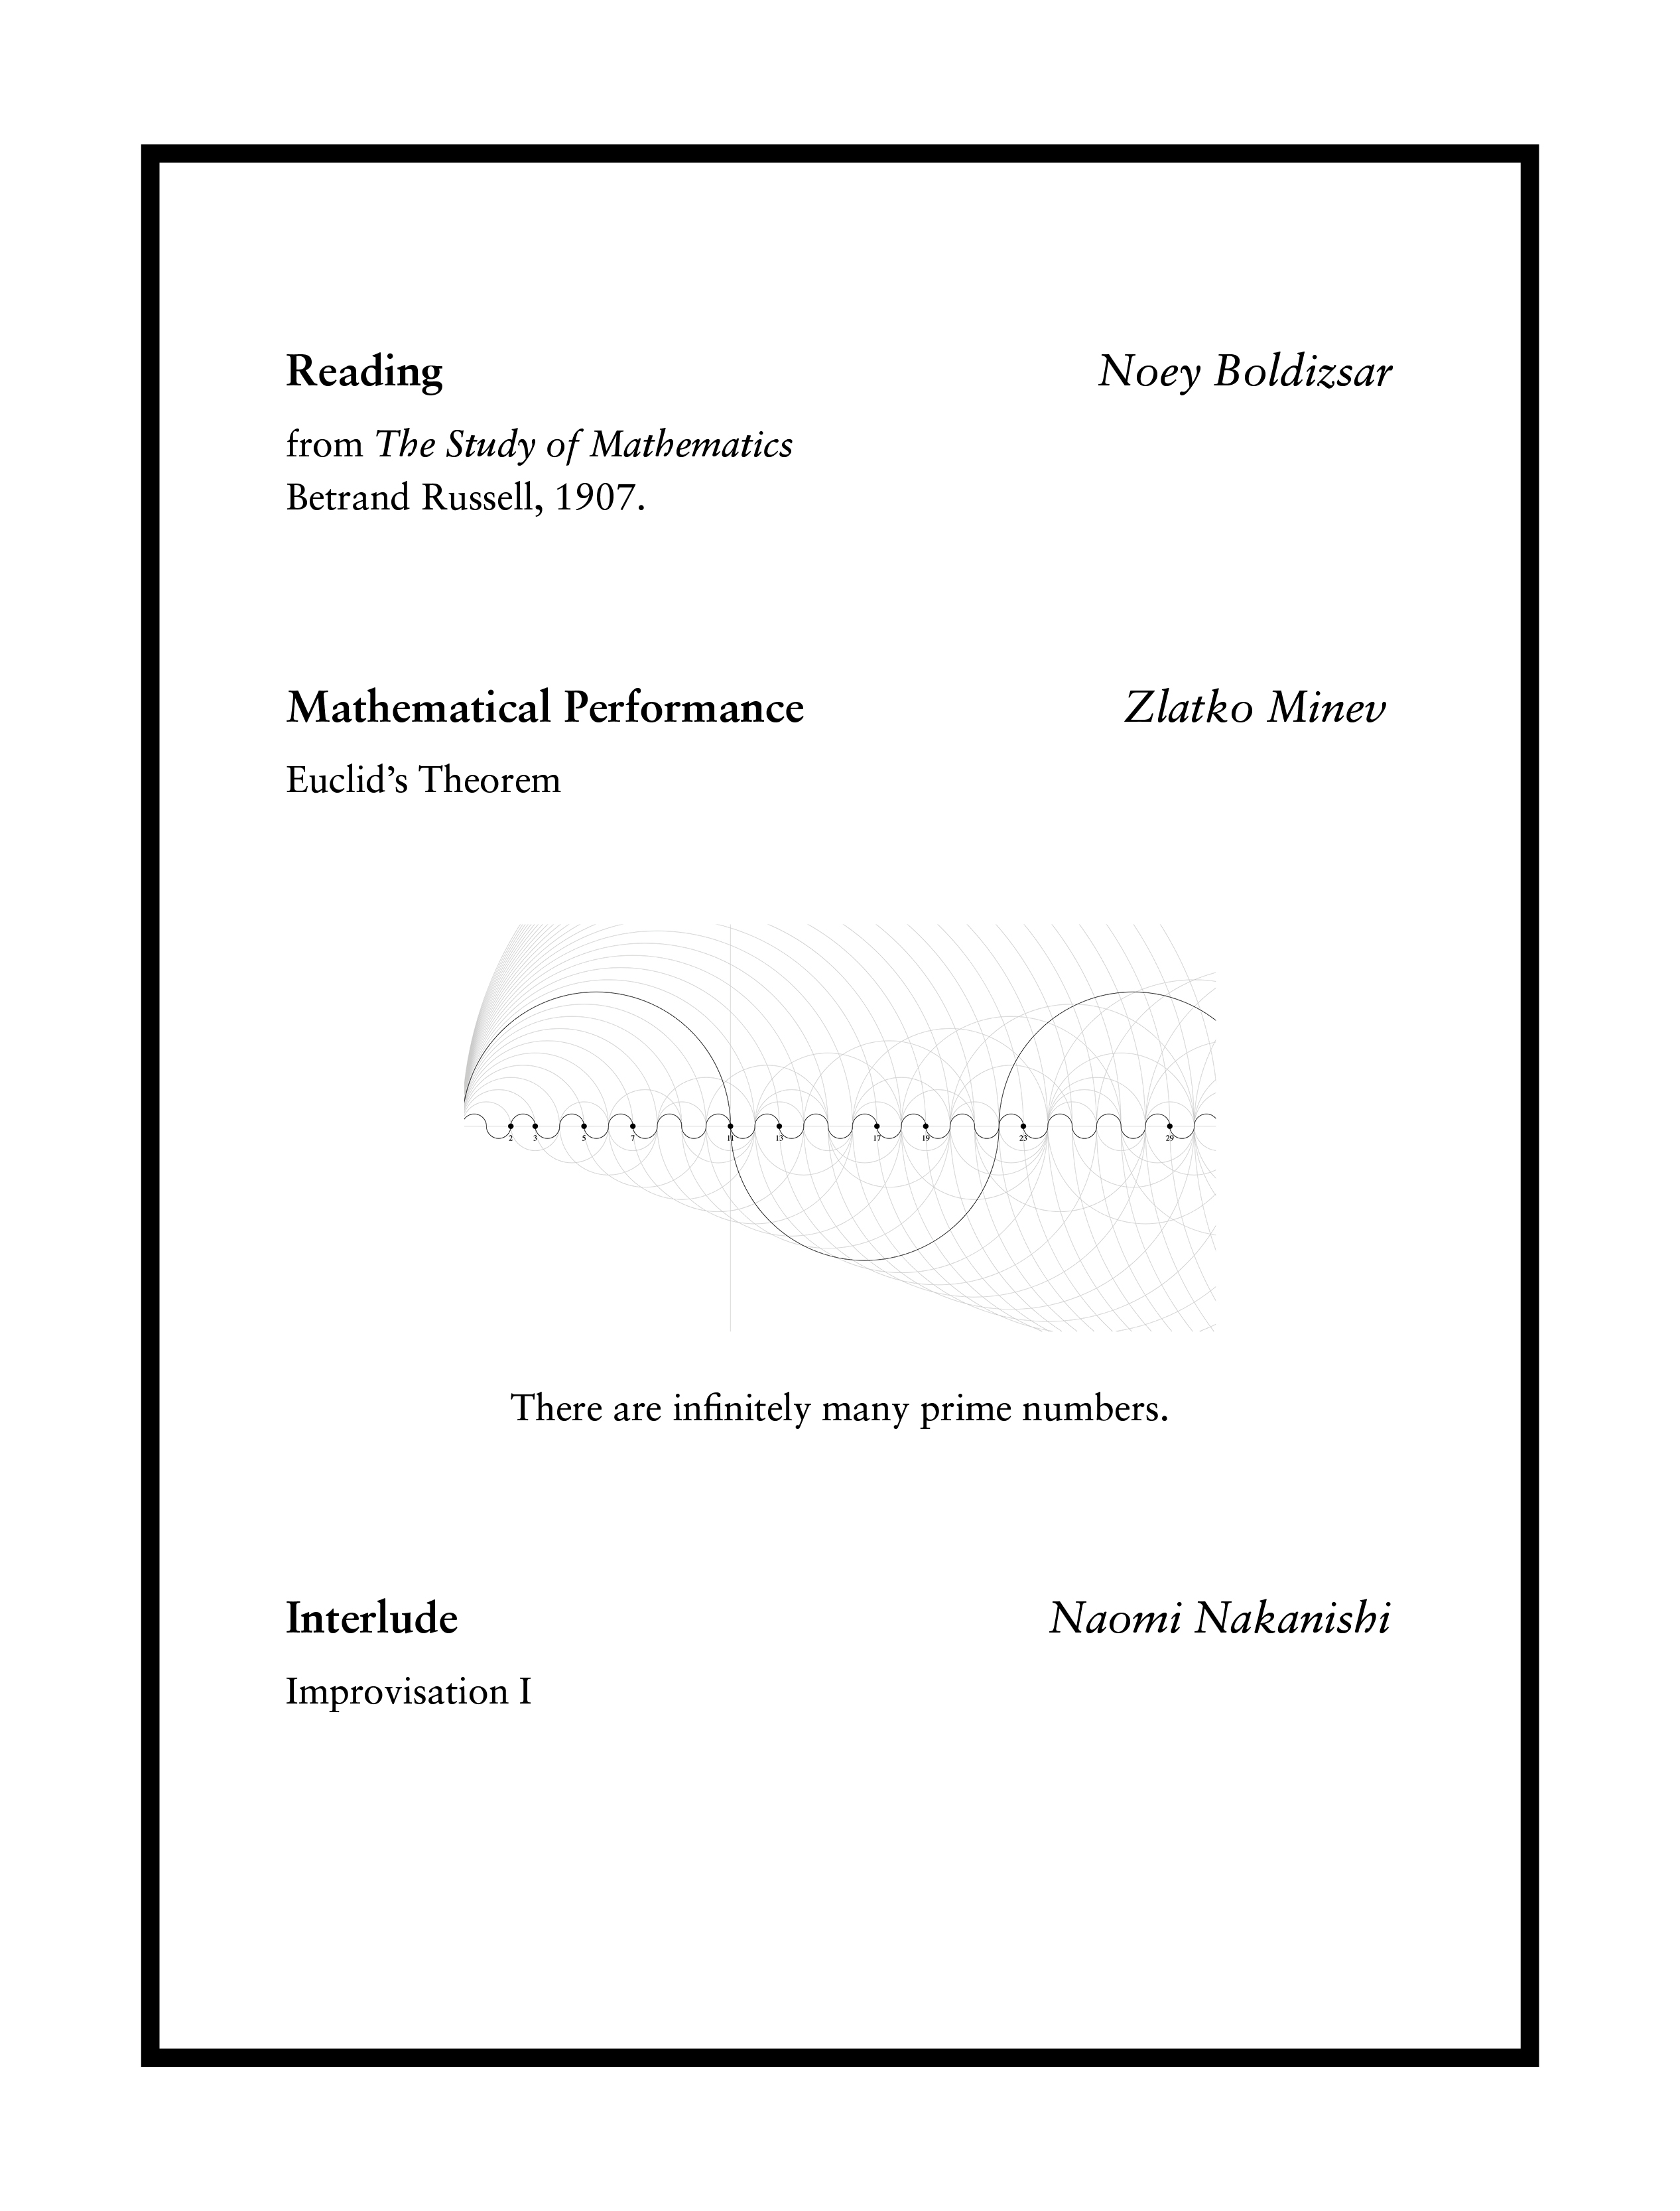 Reading
Noey Boldizsar
from The Study of Mathematics
Betrand Russell, 1907.
Mathematical Performance
Zlatko Minev
Euclid’s Theorem
2 3 5 7 11 13 17 19 23 29
There are infinitely many prime numbers.
Interlude
Naomi Nakanishi
Improvisation I